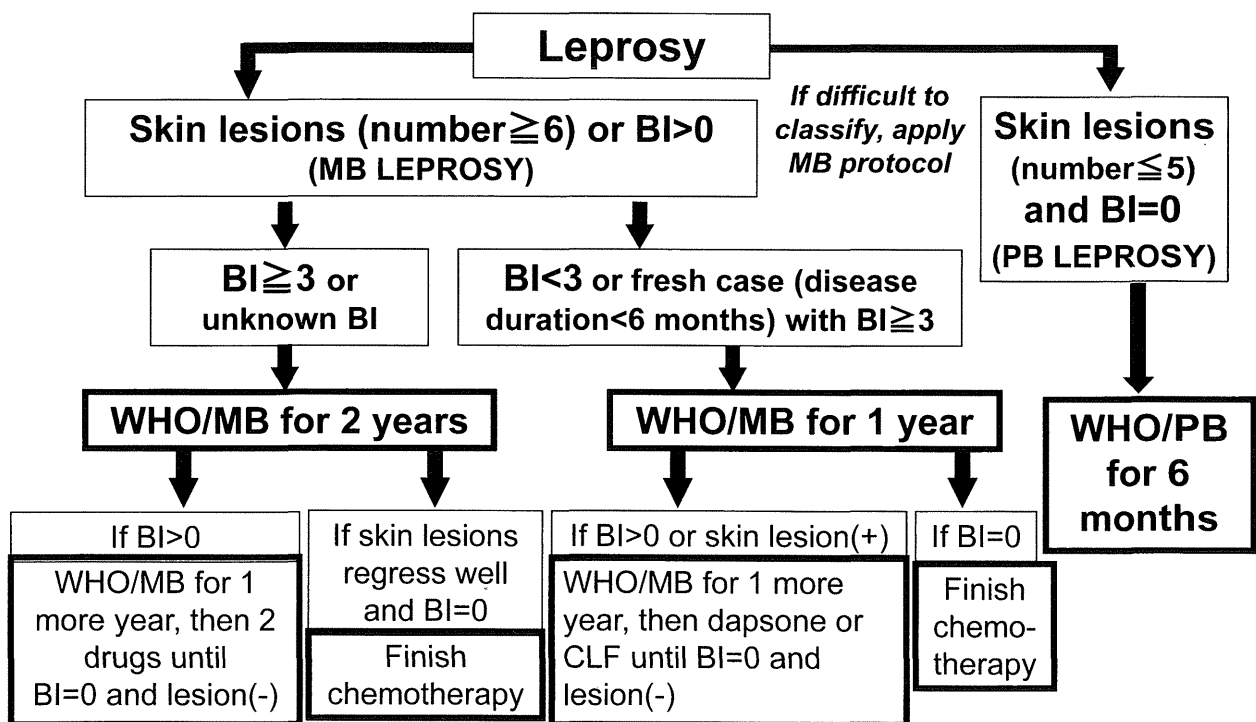 Leprosy
Skin lesions (number≧6) or BI>0
(MB LEPROSY)
If difficult to
classify, apply
MB protocol
Skin lesions
(number≦5)
and BI=0
(PB LEPROSY)
BI≧3 or
unknown BI
BI<3 or fresh case (disease
duration<6 months) with BI≧3
WHO/MB for 2 years
WHO/MB for 1 year
WHO/PB
for 6
months
If BI>0
WHO/MB for 1
more year, then 2
drugs until
BI=0 and lesion(-)
If skin lesions
regress well
and BI=0
Finish
chemotherapy
If BI>0 or skin lesion(+)
WHO/MB for 1 more
year, then dapsone or
CLF until BI=0 and
lesion(-)
If BI=0
Finish
chemo-
therapy